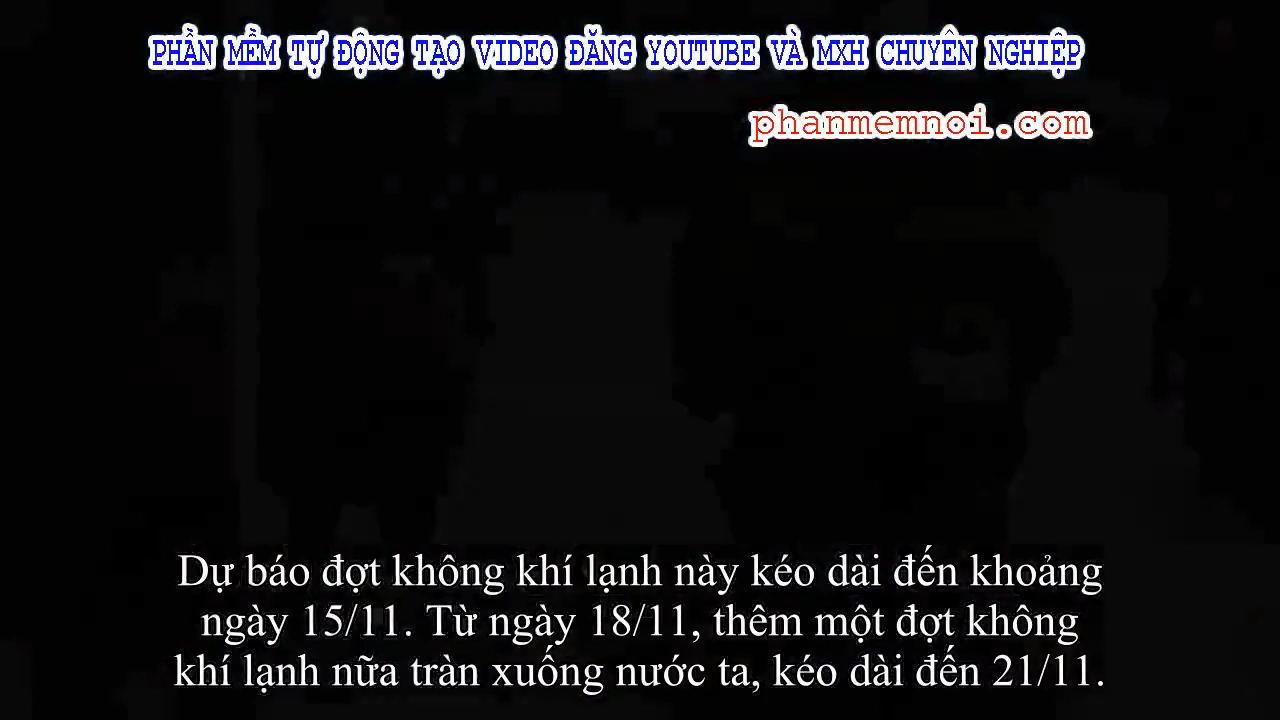 PHẦN MỀM TỰ ĐỘNG TẠO VIDEO ĐĂNG YOUTUBE VÀ MXH CHUYÊN NGHIỆP
phanmemnoi.com
Dự báo đợt không khí lạnh này kéo dài đến khoảng
ngày 15/11. Từ ngày 18/11, thêm một đợt không
khí lạnh nữa tràn xuống nước ta, kéo dài đến 21/11.